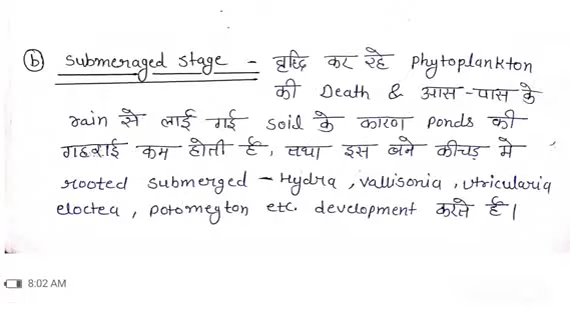 (b) submeraged stage - वृद्धि कर रहे phytoplankton
की Death & आस-पास के
rain से लाई गई soil के कारण ponds की
गहराई कम होती है, तथा इस बने कीचड़ मे
rooted submerged - Hydra, vallisonia, utricularia
eloctea, potomegton etc. development करते है।
8:02 AM